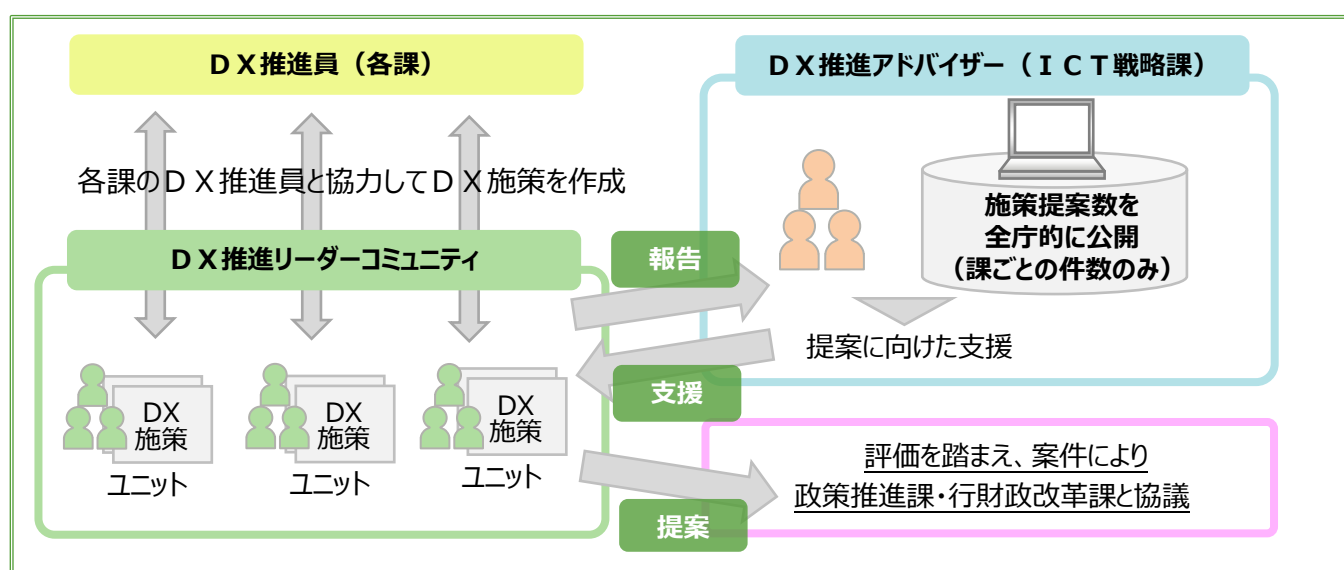 ＤＸ推進員（各課）
各課のＤＸ推進員と協力してＤＸ施策を作成
ＤＸ推進リーダーコミュニティ
DX
施策
ユニット
DX
施策
ユニット
DX
施策
ユニット
報告
支援
提案
ＤＸ推進アドバイザー（ＩＣＴ戦略課）
施策提案数を
全庁的に公開
（課ごとの件数のみ）
提案に向けた支援
評価を踏まえ、案件により
政策推進課・行財政改革課と協議